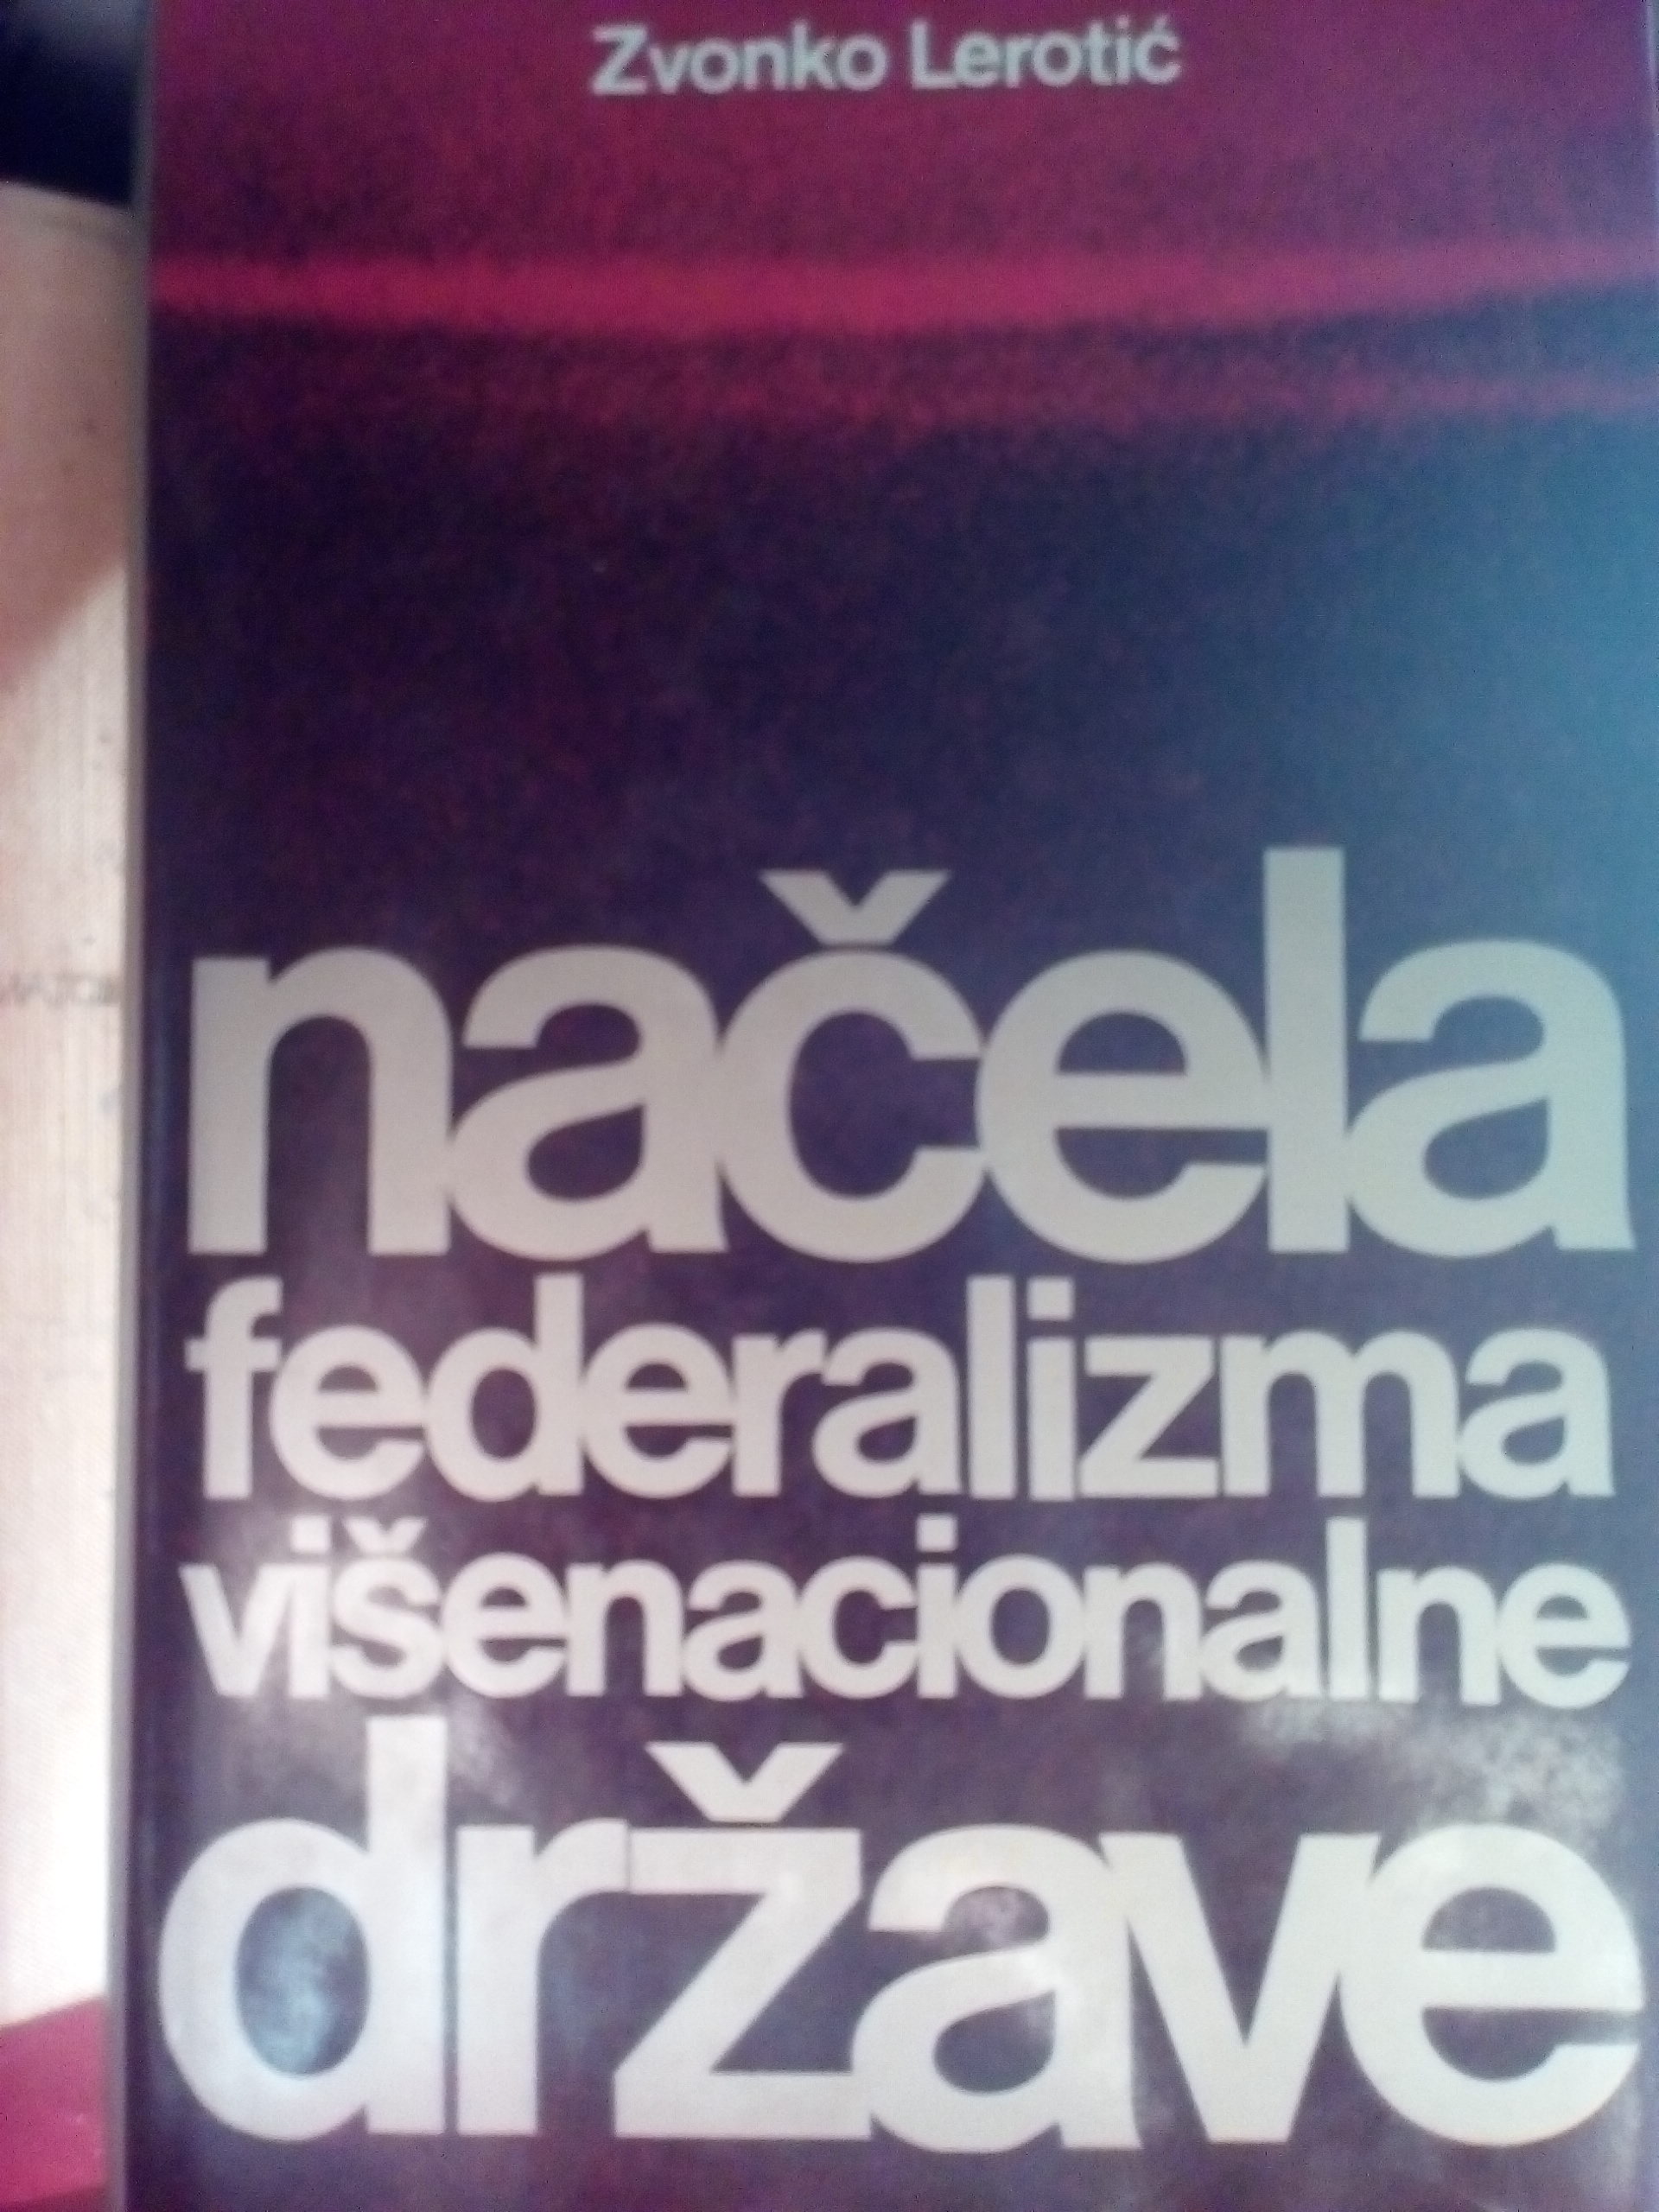 Zvonko Lerotić
načela
federalizma
višenacionalne
države